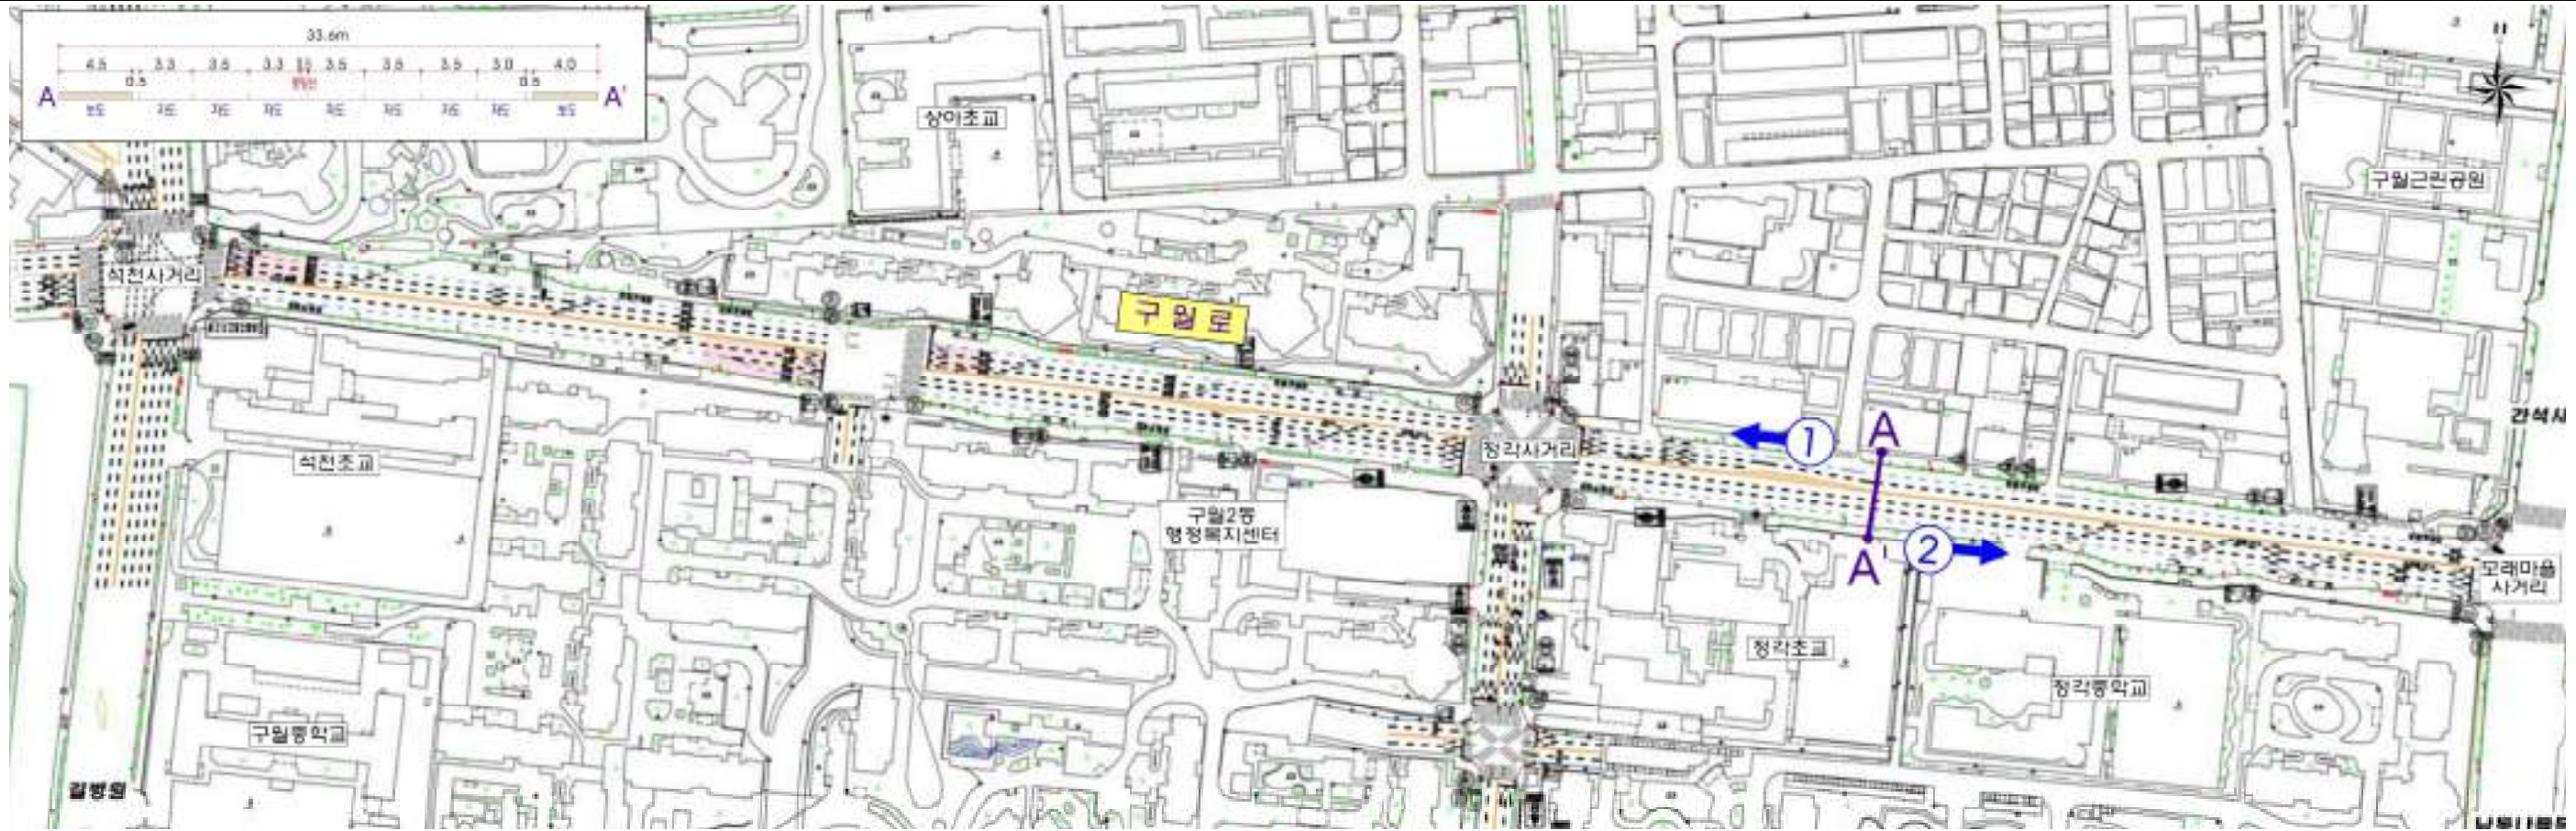 33.6m
4.5 3.3 3.5 3.3 3.5 3.5 3.5 3.0 4.0
0.5 0.5
A A'
보도 차도 차도 차도 차도 차도 차도 차도 보도
상아초교
구월근린공원
석천사거리
구월로
간석사
정각사거리
① A
석천초교
구월2동
행정복지센터
A' ②
모래마을
사거리
정각초교
정각중학교
구월중학교
길병원